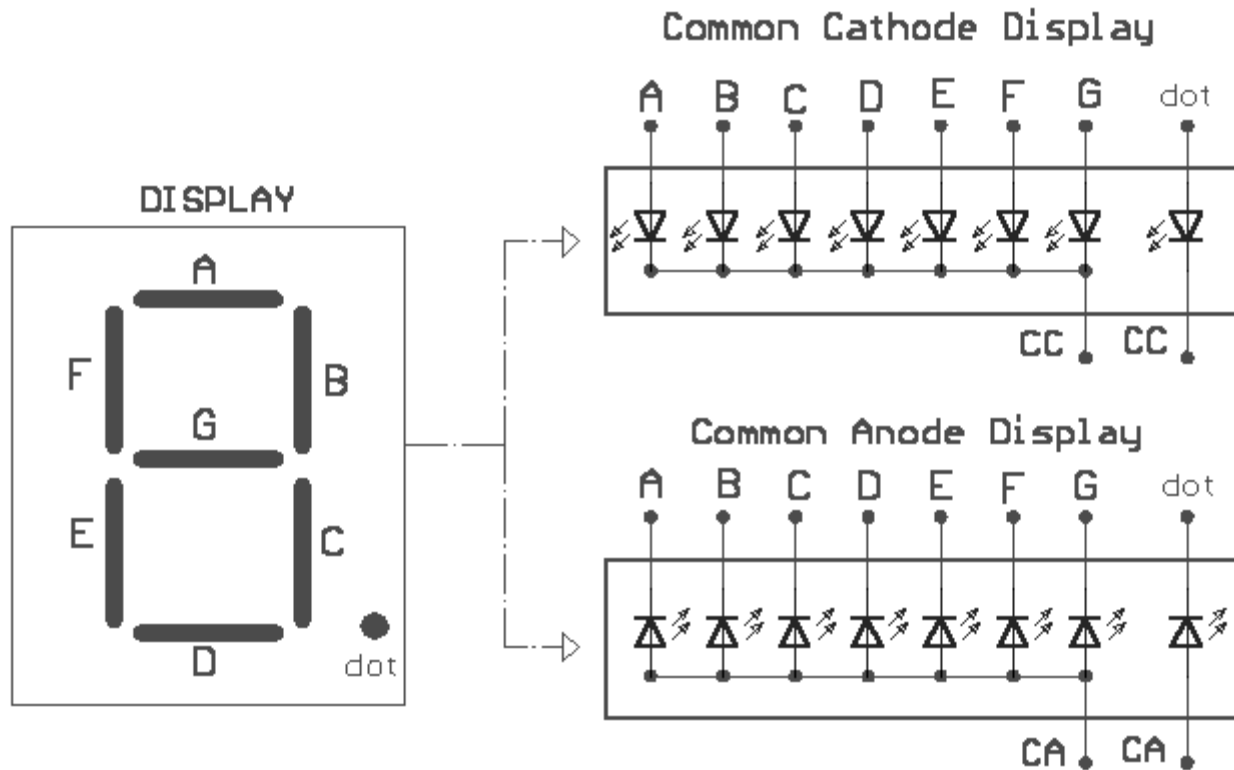 DISPLAY
A
F
B
G
E
C
D
dot
Common Cathode Display
A B C D E F G dot
CC CC
Common Anode Display
A B C D E F G dot
CA CA